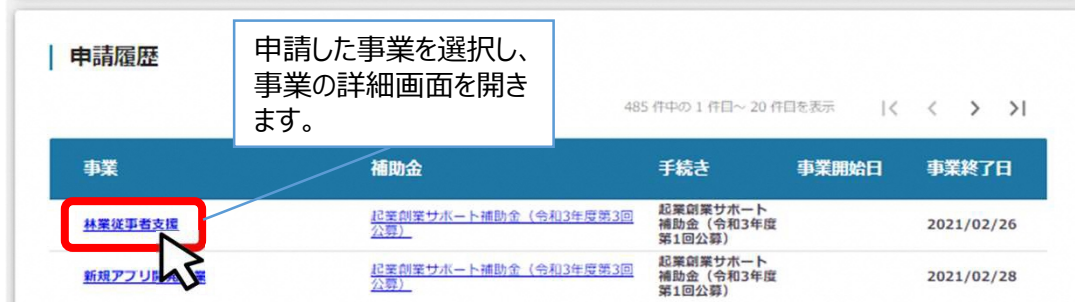 申請履歴
申請した事業を選択し、
事業の詳細画面を開き
ます。
485 件中の 1 件目～ 20 件目を表示
事業 補助金 手続き 事業開始日 事業終了日
林業従事者支援 起業創業サポート補助金（令和3年度第3回
公募） 起業創業サポート
補助金（令和3年度
第1回公募） 2021/02/26
新規アプリ開発 業 起業創業サポート補助金（令和3年度第3回
公募） 起業創業サポート
補助金（令和3年度
第1回公募） 2021/02/28